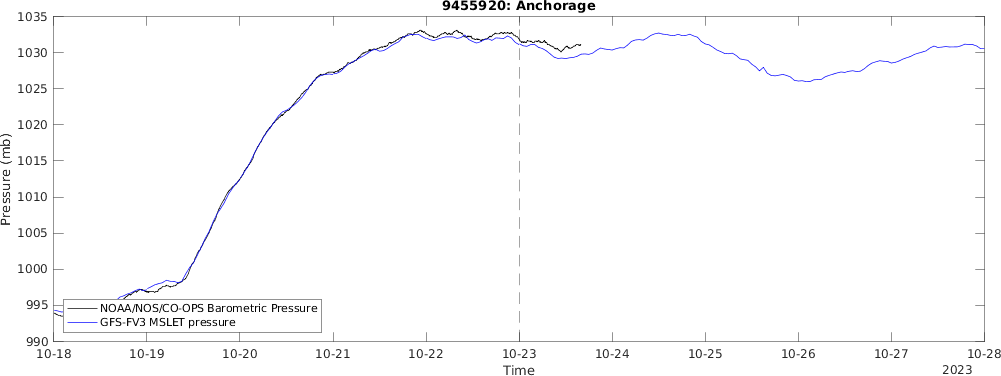 9455920: Anchorage
1035
1030
1025
1020
1015
1010
1005
1000
995
990
Pressure (mb)
NOAA/NOS/CO-OPS Barometric Pressure
GFS-FV3 MSLET pressure
10-18 10-19 10-20 10-21 10-22 10-23 10-24 10-25 10-26 10-27 10-28
Time
2023